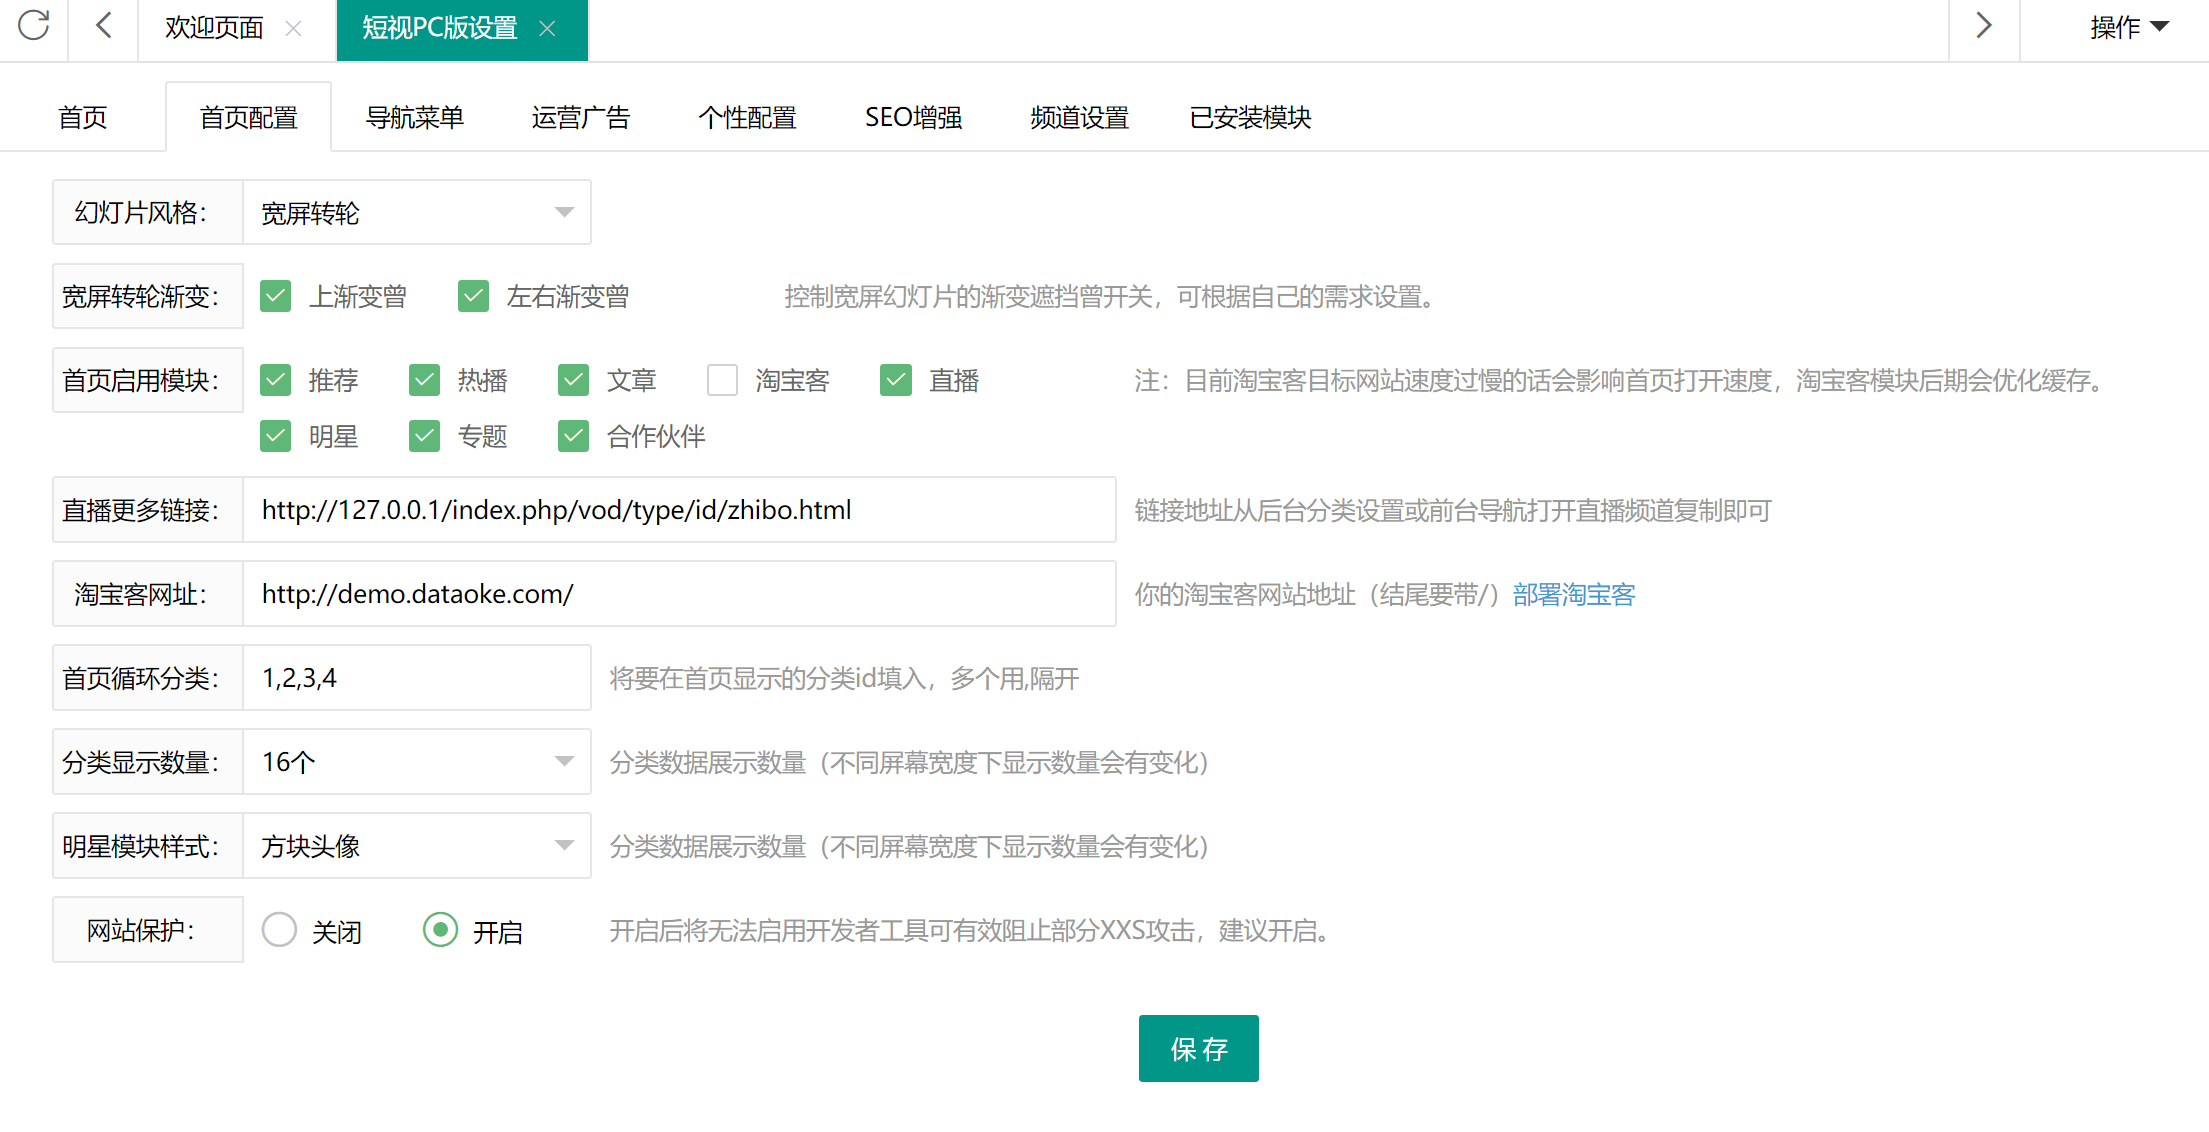 欢迎页面 短视PC版设置 操作
首页 首页配置 导航菜单 运营广告 个性配置 SEO增强 频道设置 已安装模块
幻灯片风格： 宽屏转轮
宽屏转轮渐变： 上渐变曾 左右渐变曾 控制宽屏幻灯片的渐变遮挡曾开关，可根据自己的需求设置。
首页启用模块： 推荐 热播 文章 淘宝客 直播 注：目前淘宝客目标网站速度过慢的话会影响首页打开速度，淘宝客模块后期会优化缓存。
明星 专题 合作伙伴
直播更多链接： http://127.0.0.1/index.php/vod/type/id/zhibo.html 链接地址从后台分类设置或前台导航打开直播频道复制即可
淘宝客网址： http://demo.dataoke.com/ 你的淘宝客网站地址（结尾要带/）部署淘宝客
首页循环分类： 1,2,3,4 将要在首页显示的分类id填入，多个用,隔开
分类显示数量： 16个 分类数据展示数量（不同屏幕宽度下显示数量会有变化）
明星模块样式： 方块头像 分类数据展示数量（不同屏幕宽度下显示数量会有变化）
网站保护： 关闭 开启 开启后将无法启用开发者工具可有效阻止部分XXS攻击，建议开启。
保 存